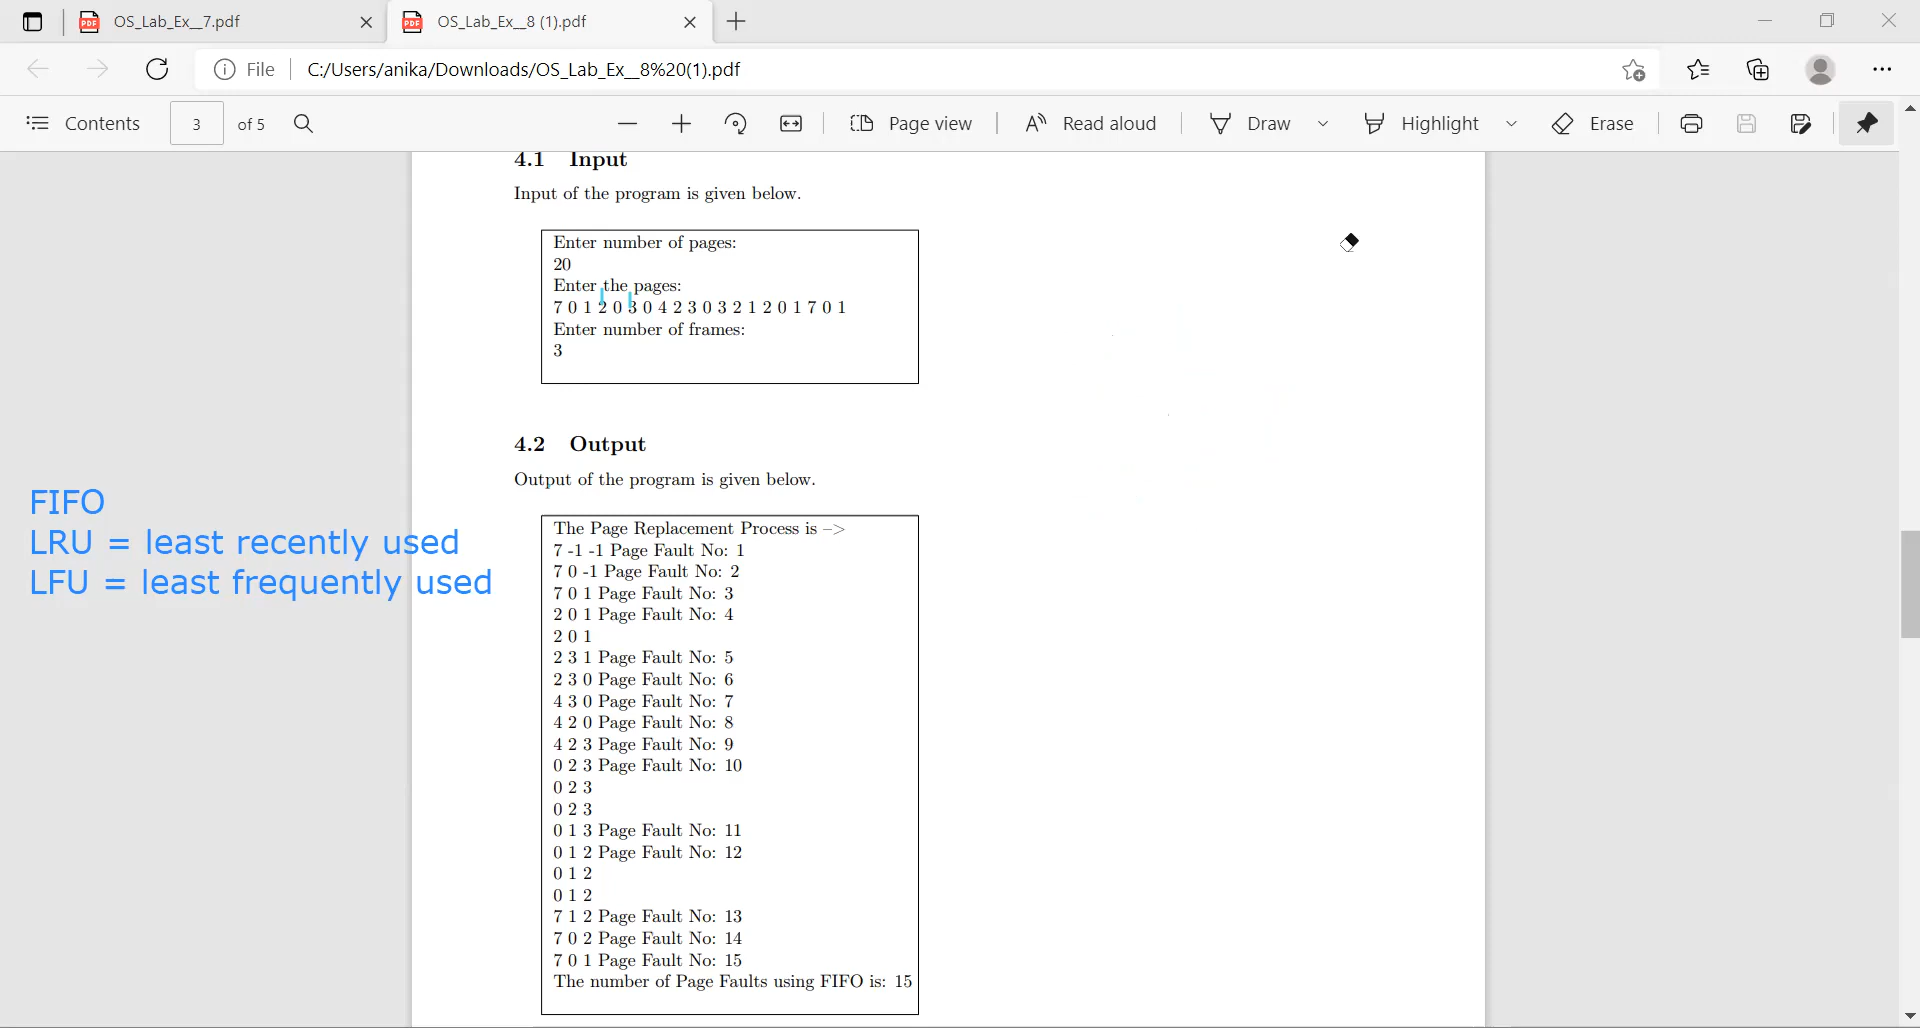 OS_Lab_Ex__7.pdf
OS_Lab_Ex__8 (1).pdf
File
C:/Users/anika/Downloads/OS_Lab_Ex__8%20(1).pdf
Contents
3
of 5
Page view
Read aloud
Draw
Highlight
Erase
4.1 Input
Input of the program is given below.
Enter number of pages:
20
Enter the pages:
7 0 1 2 0 3 0 4 2 3 0 3 2 1 2 0 1 7 0 1
Enter number of frames:
3
4.2 Output
Output of the program is given below.
FIFO
LRU = least recently used
LFU = least frequently used
The Page Replacement Process is –>
7 -1 -1 Page Fault No: 1
7 0 -1 Page Fault No: 2
7 0 1 Page Fault No: 3
2 0 1 Page Fault No: 4
2 0 1
2 3 1 Page Fault No: 5
2 3 0 Page Fault No: 6
4 3 0 Page Fault No: 7
4 2 0 Page Fault No: 8
4 2 3 Page Fault No: 9
0 2 3 Page Fault No: 10
0 2 3
0 2 3
0 1 3 Page Fault No: 11
0 1 2 Page Fault No: 12
0 1 2
0 1 2
7 1 2 Page Fault No: 13
7 0 2 Page Fault No: 14
7 0 1 Page Fault No: 15
The number of Page Faults using FIFO is: 15